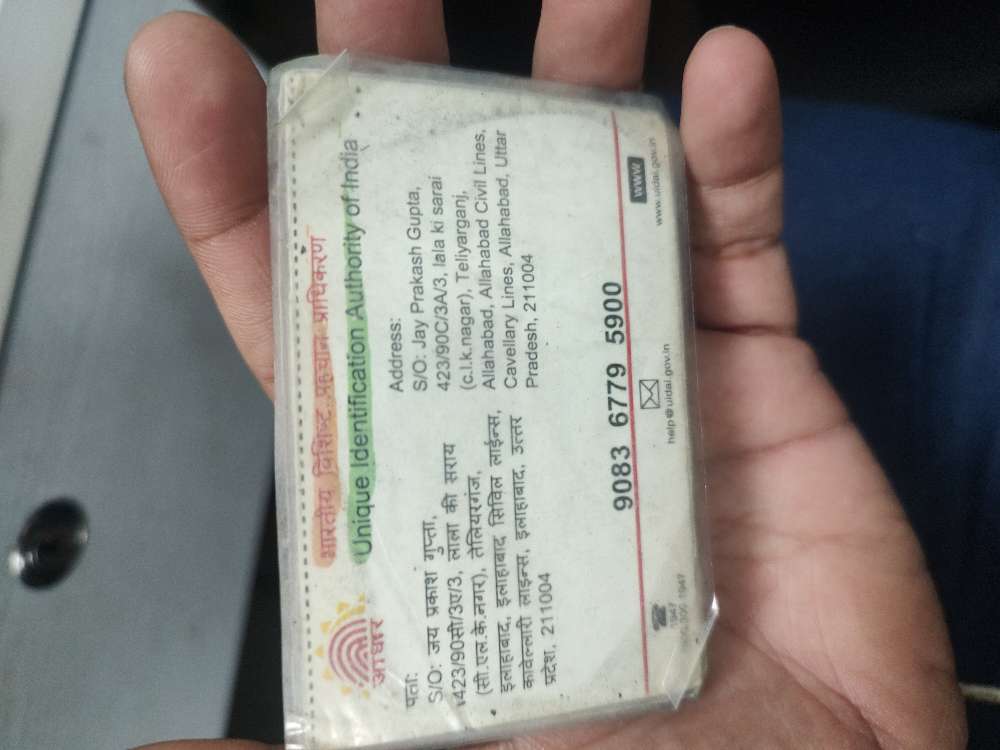 भारतीय विशिष्ट पहचान प्राधिकरण
Unique Identification Authority of India
आधार
पता:
S/O: जय प्रकाश गुप्ता,
423/90सी/3ए/3, लाला की सराय
(सी.एल.के.नगर), तेलियरगंज,
इलाहाबाद, इलाहाबाद सिविल लाईन्स,
कावेल्लारी लाइन्स, इलाहाबाद, उत्तर
प्रदेश, 211004
Address:
S/O: Jay Prakash Gupta,
423/90C/3A/3, lala ki sarai
(c.l.k.nagar), Teliyarganj,
Allahabad, Allahabad Civil Lines,
Cavellary Lines, Allahabad, Uttar
Pradesh, 211004
9083 6779 5900
1947
1947
help@uidai.gov.in
www
www.uidai.gov.in